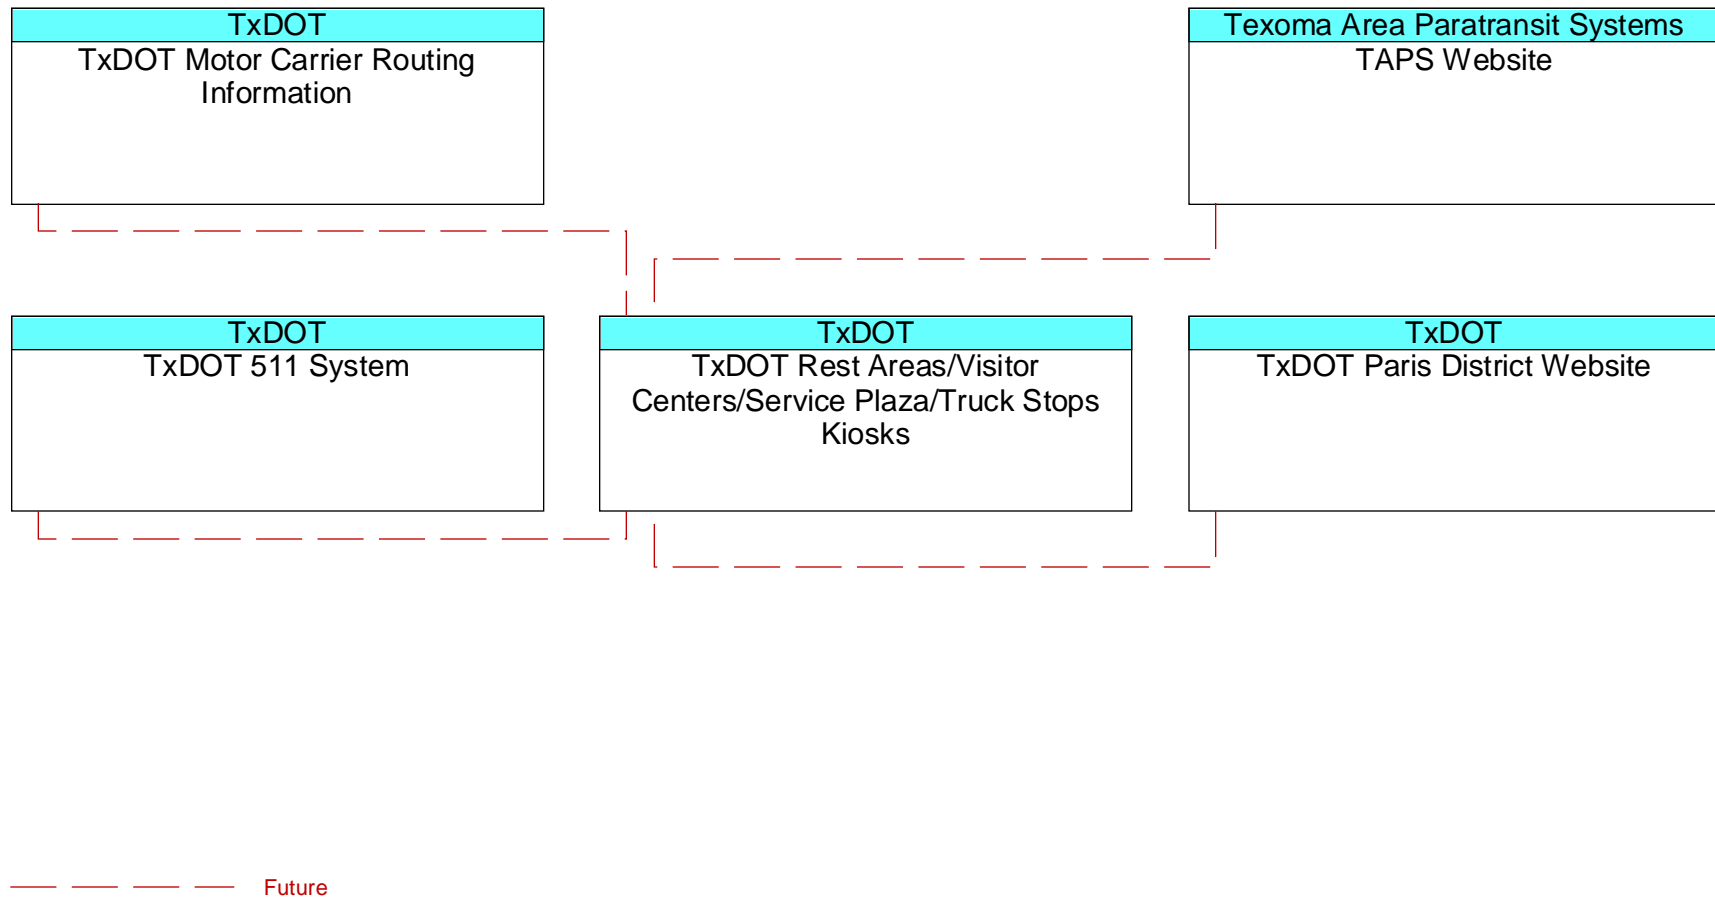 TxDOT
TxDOT Motor Carrier Routing
Information
Texoma Area Paratransit Systems
TAPS Website
TxDOT
TxDOT 511 System
TxDOT
TxDOT Rest Areas/Visitor
Centers/Service Plaza/Truck Stops
Kiosks
TxDOT
TxDOT Paris District Website
Future